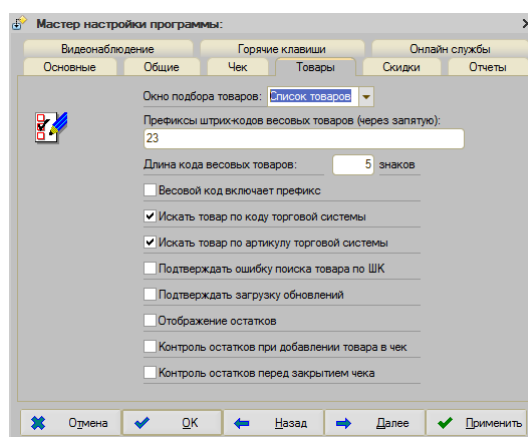 Мастер настройки программы:
Видеонаблюдение Горячие клавиши Онлайн службы
Основные Общие Чек Товары Скидки Отчеты
Окно подбора товаров: Список товаров
Префиксы штрих-кодов весовых товаров (через запятую):
23
Длина кода весовых товаров: 5 знаков
Весовой код включает префикс
Искать товар по коду торговой системы
Искать товар по артикулу торговой системы
Подтверждать ошибку поиска товара по ШК
Подтверждать загрузку обновлений
Отображение остатков
Контроль остатков при добавлении товара в чек
Контроль остатков перед закрытием чека
Отмена OK Назад Далее Применить